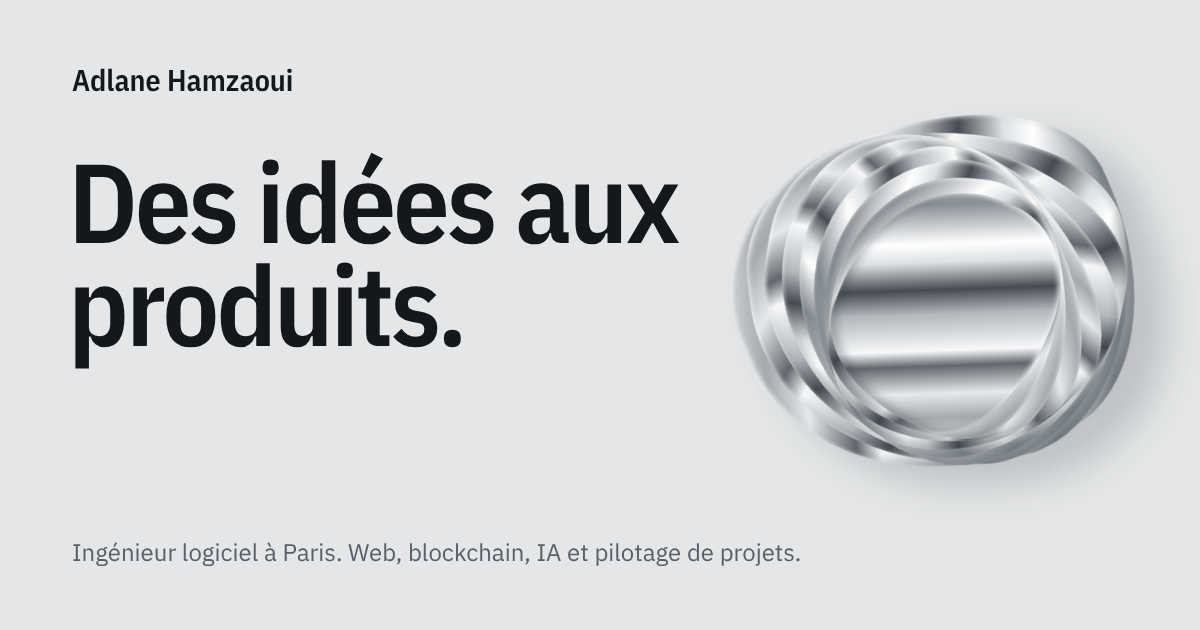 Adlane Hamzaoui
Des idées aux
produits.
Ingénieur logiciel à Paris. Web, blockchain, IA et pilotage de projets.